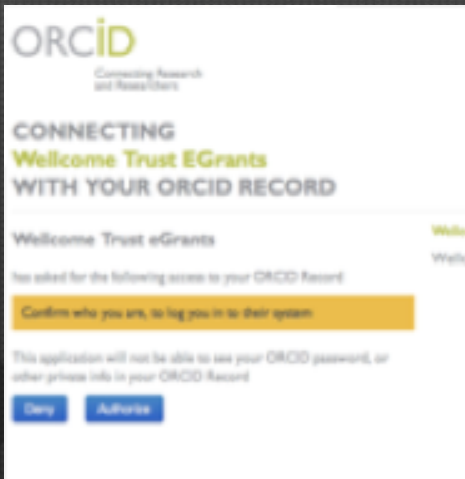 ORCiD
Connecting Research
and Researchers
CONNECTING
Wellcome Trust EGrants
WITH YOUR ORCID RECORD
Wellcome Trust eGrants
has asked for the following access to your ORCID Record
Confirm who you are, to log you in to their system
This application will not be able to see your ORCID password, or
other private info in your ORCID Record
Deny Authorize
Wellc
Wellc